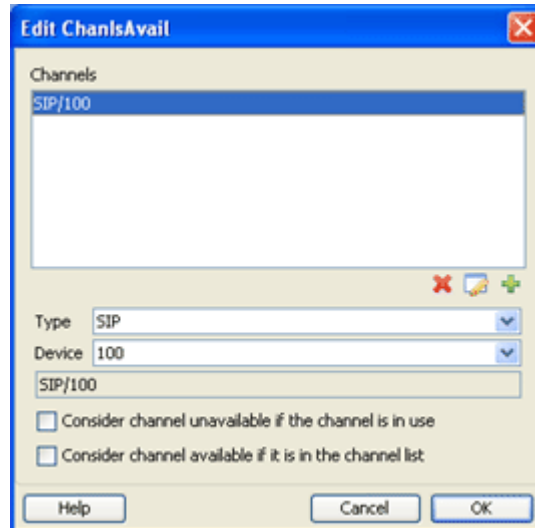 Edit ChanIsAvail
Channels
SIP/100
Type SIP
Device 100
SIP/100
Consider channel unavailable if the channel is in use
Consider channel available if it is in the channel list
Help Cancel OK